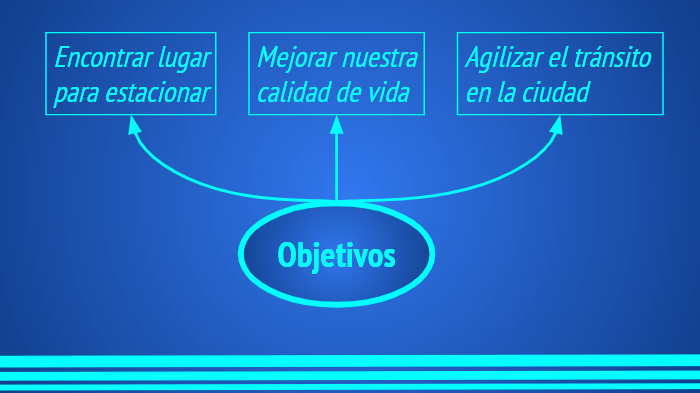 Encontrar lugar
para estacionar
Mejorar nuestra
calidad de vida
Agilizar el tránsito
en la ciudad
Objetivos